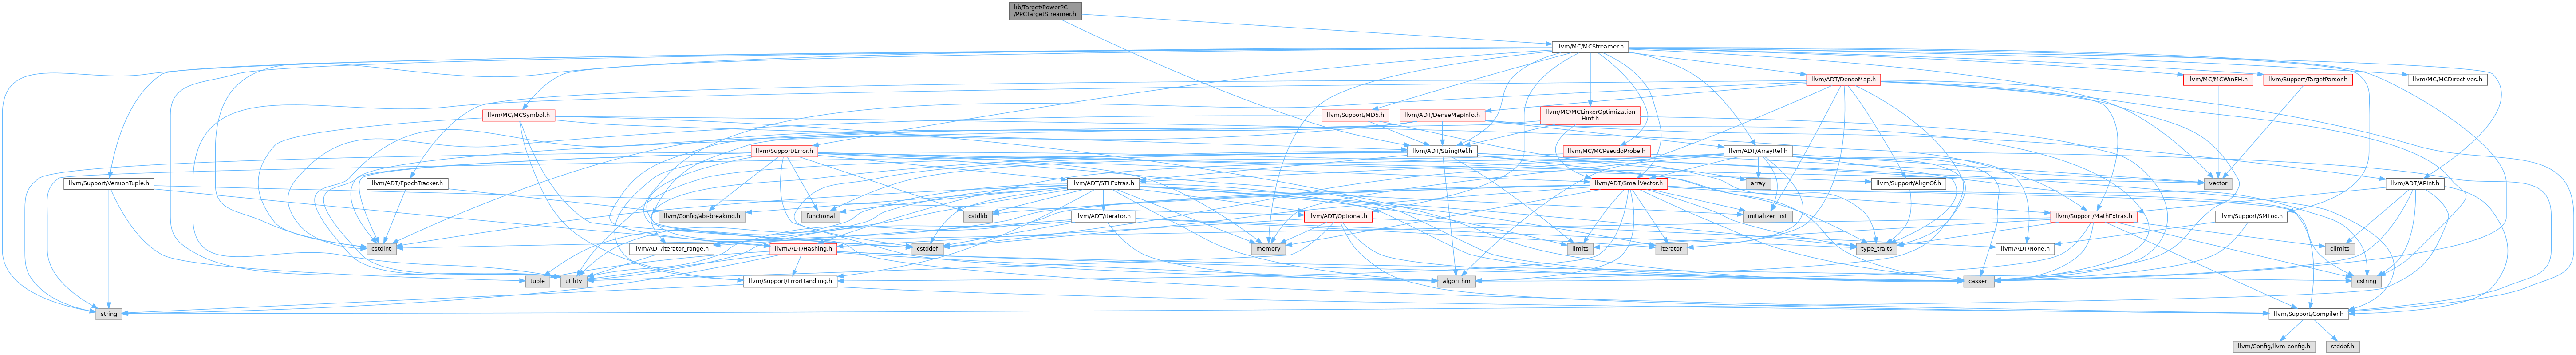 lib/Target/PowerPC
/PPCTargetStreamer.h
llvm/MC/MCStreamer.h
llvm/ADT/DenseMap.h
llvm/MC/MCWinEH.h
llvm/Support/TargetParser.h
llvm/MC/MCDirectives.h
llvm/MC/MCSymbol.h
llvm/Support/MD5.h
llvm/ADT/DenseMapInfo.h
llvm/MC/MCLinkerOptimization
Hint.h
llvm/Support/Error.h
llvm/ADT/StringRef.h
llvm/MC/MCPseudoProbe.h
llvm/ADT/ArrayRef.h
llvm/Support/VersionTuple.h
llvm/ADT/EpochTracker.h
llvm/ADT/STLExtras.h
llvm/ADT/SmallVector.h
array
llvm/Support/AlignOf.h
vector
llvm/ADT/APInt.h
llvm/Config/abi-breaking.h
functional
cstdlib
llvm/ADT/iterator.h
llvm/ADT/Optional.h
initializer_list
llvm/Support/MathExtras.h
llvm/Support/SMLoc.h
cstdint
llvm/ADT/iterator_range.h
llvm/ADT/Hashing.h
cstddef
memory
limits
iterator
type_traits
llvm/ADT/None.h
climits
tuple
utility
llvm/Support/ErrorHandling.h
algorithm
cassert
cstring
string
llvm/Support/Compiler.h
llvm/Config/llvm-config.h
stddef.h